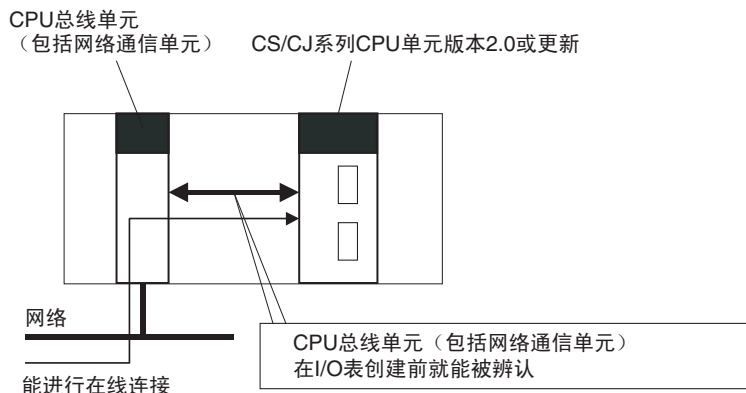 CPU总线单元
（包括网络通信单元）
CS/CJ系列CPU单元版本2.0或更新
网络
CPU总线单元（包括网络通信单元）
在I/O表创建前就能被辨认
能进行在线连接